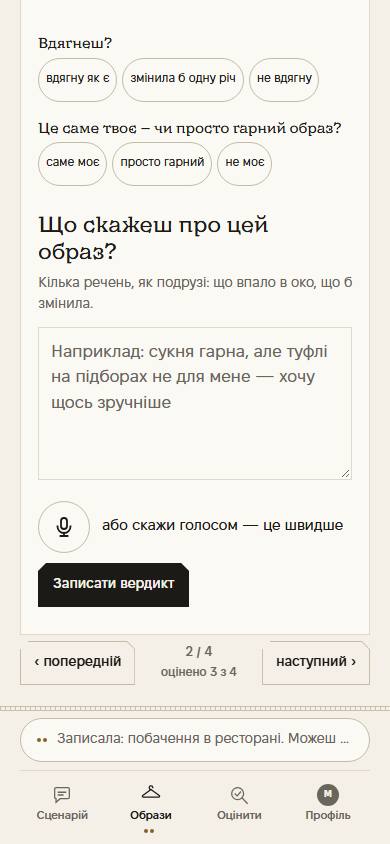 Вдягнеш?
вдягну як є змінила б одну річ не вдягну
Це саме твоє – чи просто гарний образ?
саме моє просто гарний не моє
Що скажеш про цей
образ?
Кілька речень, як подрузі: що впало в око, що б
змінила.
Наприклад: сукня гарна, але туфлі
на підборах не для мене — хочу
щось зручніше
або скажи голосом — це швидше
Записати вердикт
‹ попередній 2 / 4 наступний ›
оцінено 3 з 4
Записала: побачення в ресторані. Можеш ...
М
Сценарій Образи Оцінити Профіль